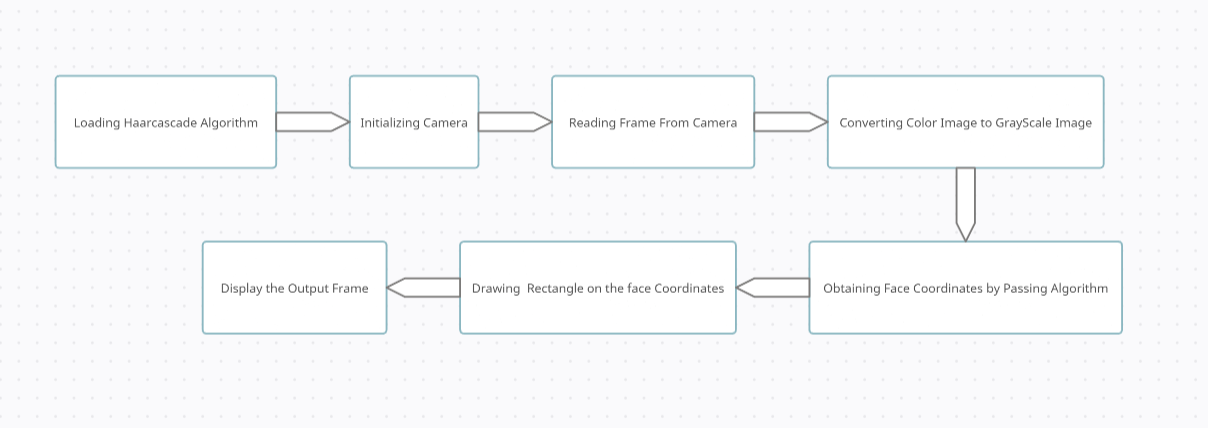 Loading Haarcascade Algorithm
Initializing Camera
Reading Frame From Camera
Converting Color Image to GrayScale Image
Obtaining Face Coordinates by Passing Algorithm
Drawing  Rectangle on the face Coordinates
Display the Output Frame